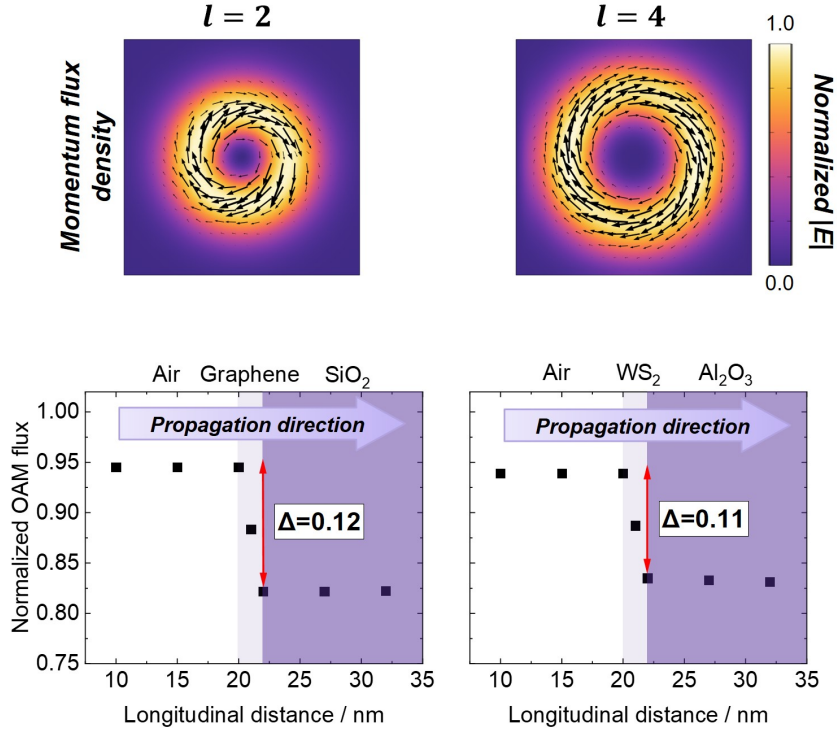 l = 2
l = 4
Momentum flux
density
1.0
Normalized |E|
0.0
Air Graphene SiO₂
Normalized OAM flux
1.00
0.95
0.90
0.85
0.80
0.75
Propagation direction
Δ=0.12
10 15 20 25 30 35
Longitudinal distance / nm
Air WS₂ Al₂O₃
Propagation direction
Δ=0.11
10 15 20 25 30 35
Longitudinal distance / nm